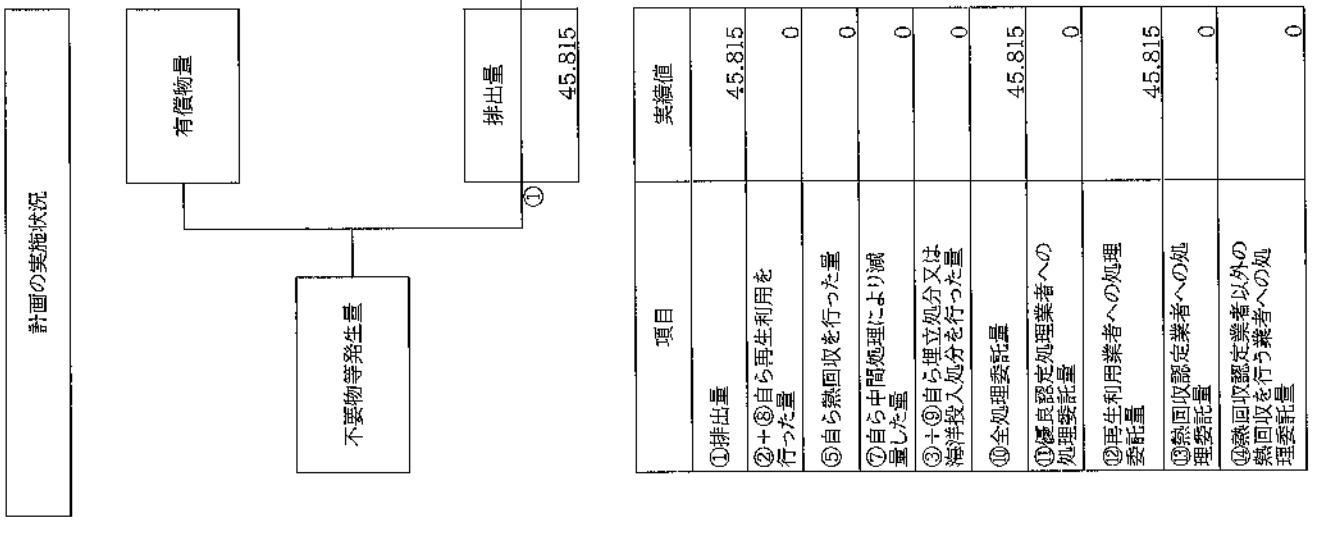 計画の実施状況
有償物量
不要物等発生量
排出量
①
45.815
項目
実績値
①排出量
45.815
②+⑧自ら再生利用を
行った量
0
⑤自ら熱回収を行った量
0
⑦自ら中間処理により減
量した量
0
③+⑨自ら埋立処分又は
海洋投入処分を行った量
0
⑩全処理委託量
45.815
⑪優良認定処理業者への
処理委託量
0
⑫再生利用業者への処理
委託量
45.815
⑬熱回収認定業者への処
理委託量
0
⑭熱回収認定業者以外の
熱回収を行う業者への処
理委託量
0